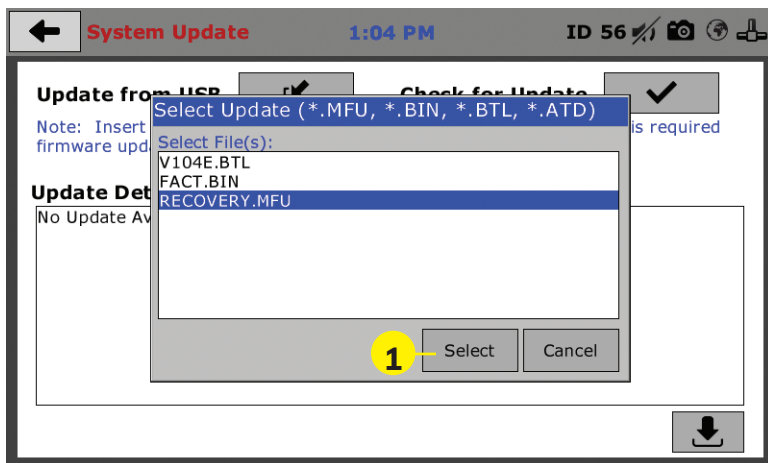 System Update 1:04 PM ID 56
Update from USB Check for Update
Select Update (*.MFU, *.BIN, *.BTL, *.ATD)
Note: Insert is required
firmware upd
Select File(s):
V104E.BTL
FACT.BIN
RECOVERY.MFU
Update Det
No Update Av
1 Select Cancel